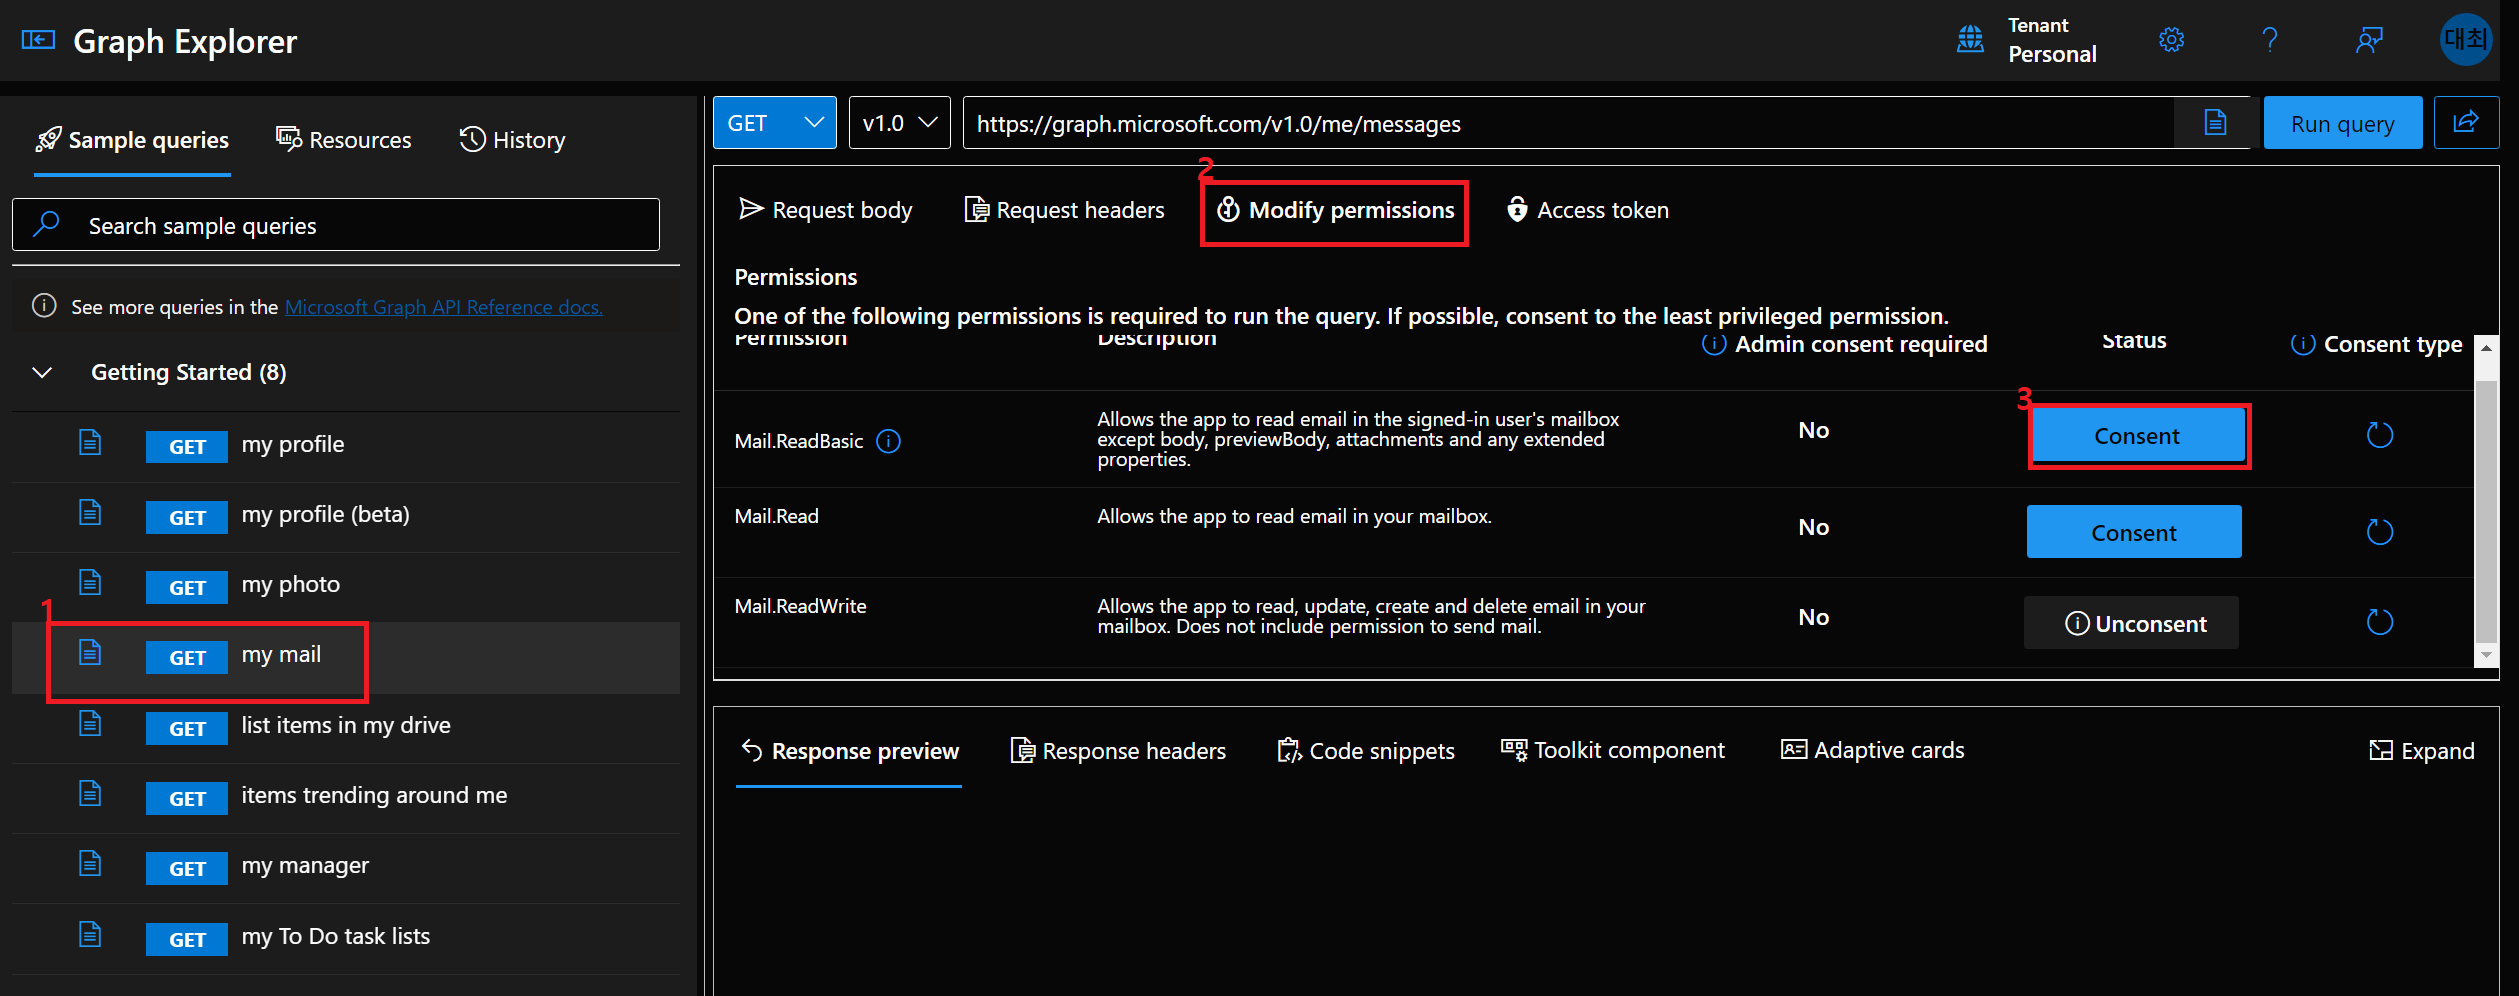 Graph Explorer
Tenant
Personal
대최
Sample queries
Resources
History
Search sample queries
See more queries in the Microsoft Graph API Reference docs.
Getting Started (8)
GET my profile
GET my profile (beta)
GET my photo
1
GET my mail
GET list items in my drive
GET items trending around me
GET my manager
GET my To Do task lists
GET
v1.0
https://graph.microsoft.com/v1.0/me/messages
Run query
2
Request body
Request headers
Modify permissions
Access token
Permissions
One of the following permissions is required to run the query. If possible, consent to the least privileged permission.
Permission
Description
Admin consent required
Status
Consent type
3
Mail.ReadBasic
Allows the app to read email in the signed-in user's mailbox
except body, previewBody, attachments and any extended
properties.
No
Consent
Mail.Read
Allows the app to read email in your mailbox.
No
Consent
Mail.ReadWrite
Allows the app to read, update, create and delete email in your
mailbox. Does not include permission to send mail.
No
Unconsent
Response preview
Response headers
Code snippets
Toolkit component
Adaptive cards
Expand